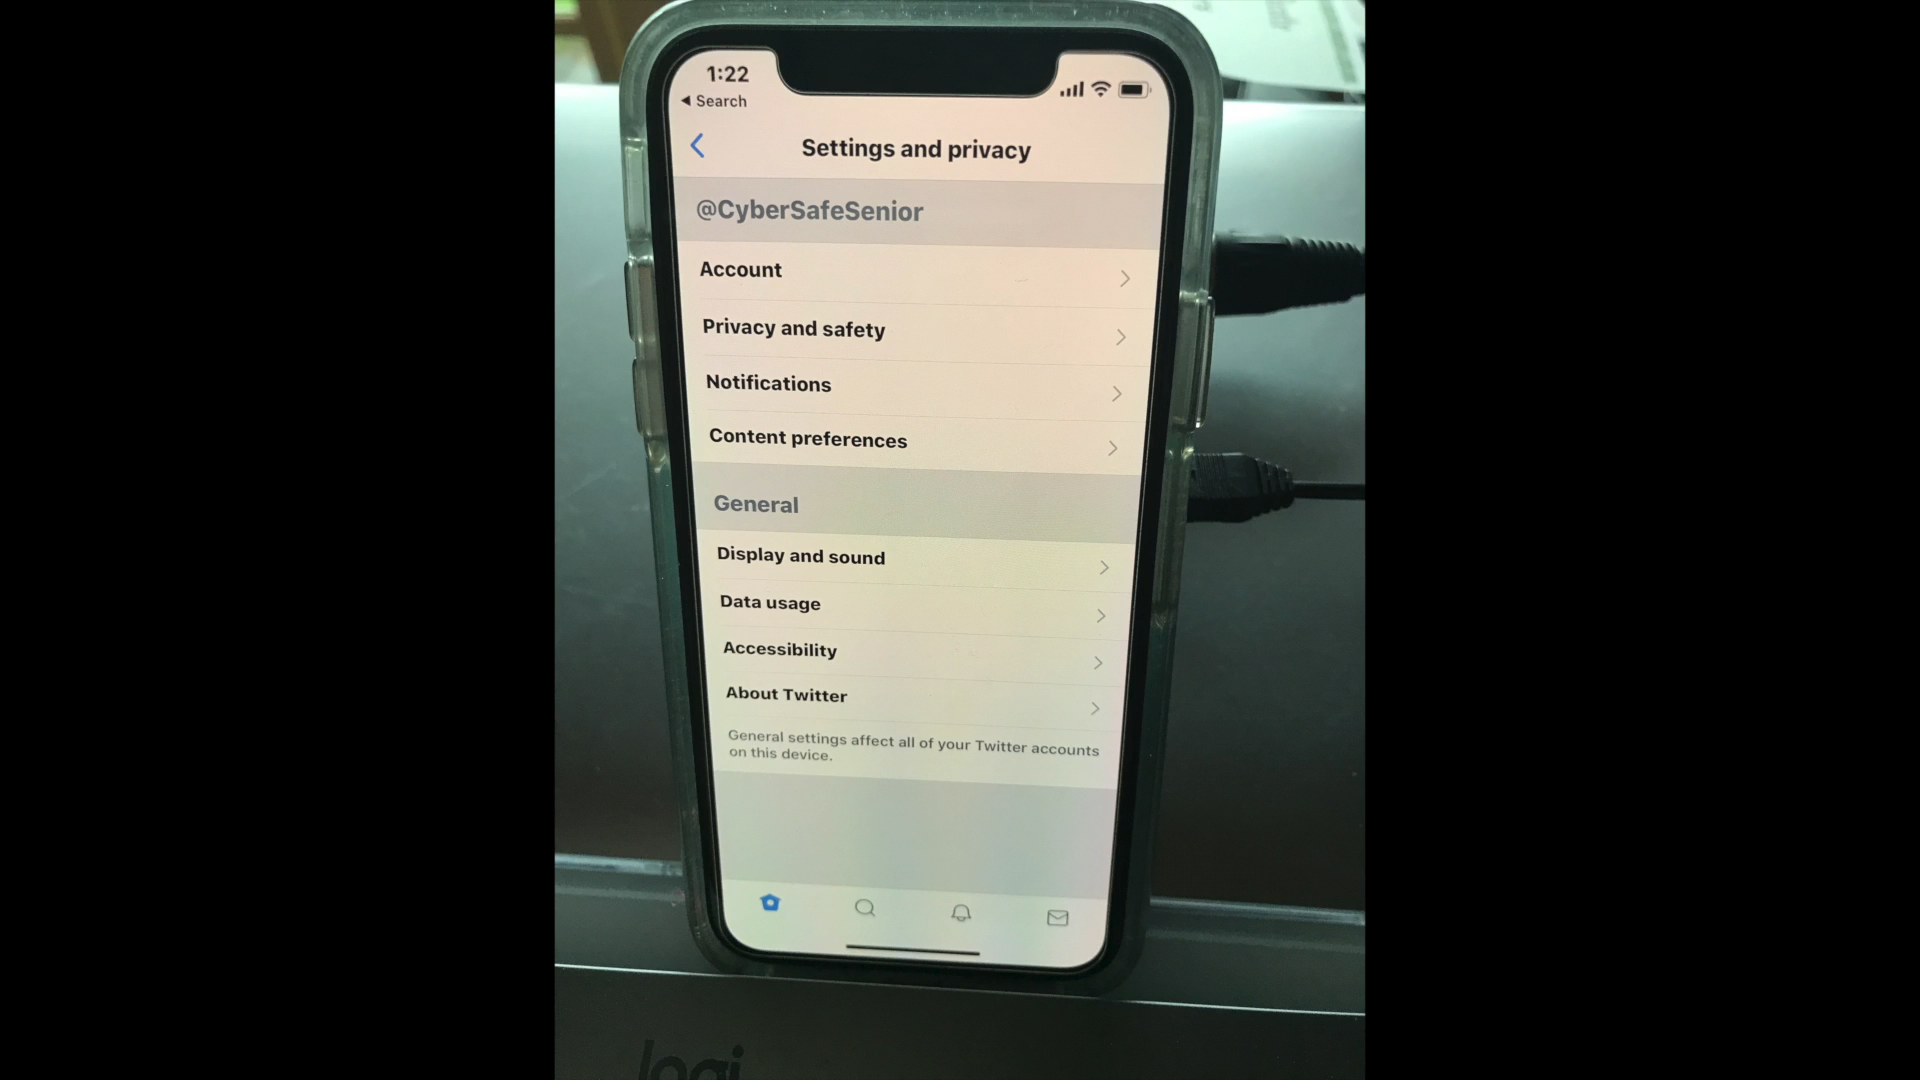 1:22
Search
Settings and privacy
@CyberSafeSenior
Account
Privacy and safety
Notifications
Content preferences
General
Display and sound
Data usage
Accessibility
About Twitter
General settings affect all of your Twitter accounts
on this device.
logi